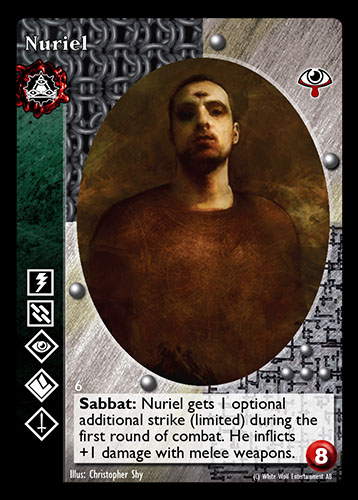 Nuriel
6
Sabbat: Nuriel gets 1 optional
additional strike (limited) during the
first round of combat. He inflicts
+1 damage with melee weapons.
8
Illus: Christopher Shy
(C) White Wolf Entertainment AB